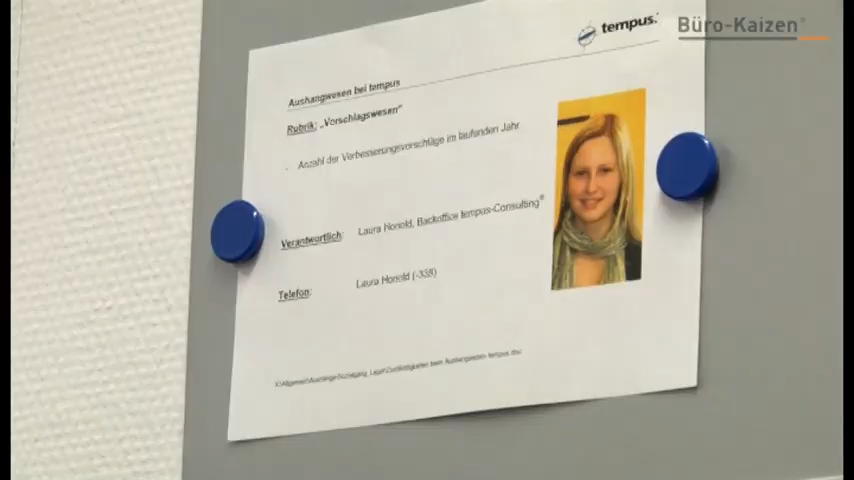 Büro-Kaizen®
tempus.
Aushangwesen bei tempus
Rubrik: „Vorschlagswesen“
- Anzahl der Verbesserungsvorschläge im laufenden Jahr
Verantwortlich: Laura Honold, Backoffice tempus-Consulting®
Telefon: Laura Honold (-338)